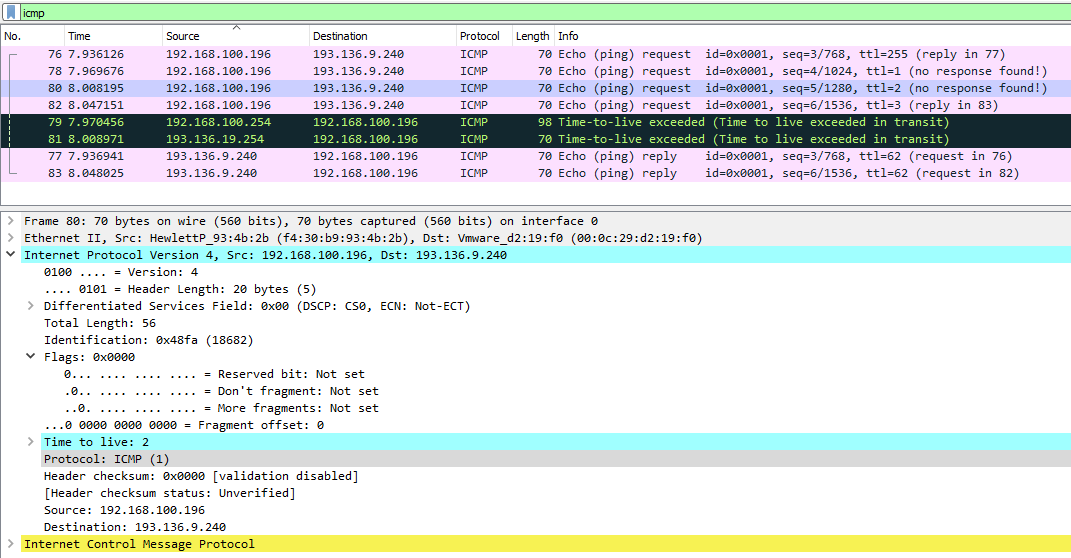 icmp
No. Time Source Destination Protocol Length Info
76 7.936126 192.168.100.196 193.136.9.240 ICMP 70 Echo (ping) request id=0x0001, seq=3/768, ttl=255 (reply in 77)
78 7.969676 192.168.100.196 193.136.9.240 ICMP 70 Echo (ping) request id=0x0001, seq=4/1024, ttl=1 (no response found!)
80 8.008195 192.168.100.196 193.136.9.240 ICMP 70 Echo (ping) request id=0x0001, seq=5/1280, ttl=2 (no response found!)
82 8.047151 192.168.100.196 193.136.9.240 ICMP 70 Echo (ping) request id=0x0001, seq=6/1536, ttl=3 (reply in 83)
79 7.970456 192.168.100.254 192.168.100.196 ICMP 98 Time-to-live exceeded (Time to live exceeded in transit)
81 8.008971 193.136.19.254 192.168.100.196 ICMP 70 Time-to-live exceeded (Time to live exceeded in transit)
77 7.936941 193.136.9.240 192.168.100.196 ICMP 70 Echo (ping) reply id=0x0001, seq=3/768, ttl=62 (request in 76)
83 8.048025 193.136.9.240 192.168.100.196 ICMP 70 Echo (ping) reply id=0x0001, seq=6/1536, ttl=62 (request in 82)
Frame 80: 70 bytes on wire (560 bits), 70 bytes captured (560 bits) on interface 0
Ethernet II, Src: HewlettP_93:4b:2b (f4:30:b9:93:4b:2b), Dst: Vmware_d2:19:f0 (00:0c:29:d2:19:f0)
Internet Protocol Version 4, Src: 192.168.100.196, Dst: 193.136.9.240
0100 .... = Version: 4
.... 0101 = Header Length: 20 bytes (5)
Differentiated Services Field: 0x00 (DSCP: CS0, ECN: Not-ECT)
Total Length: 56
Identification: 0x48fa (18682)
Flags: 0x0000
0... .... .... .... = Reserved bit: Not set
.0.. .... .... .... = Don't fragment: Not set
..0. .... .... .... = More fragments: Not set
...0 0000 0000 0000 = Fragment offset: 0
Time to live: 2
Protocol: ICMP (1)
Header checksum: 0x0000 [validation disabled]
[Header checksum status: Unverified]
Source: 192.168.100.196
Destination: 193.136.9.240
Internet Control Message Protocol